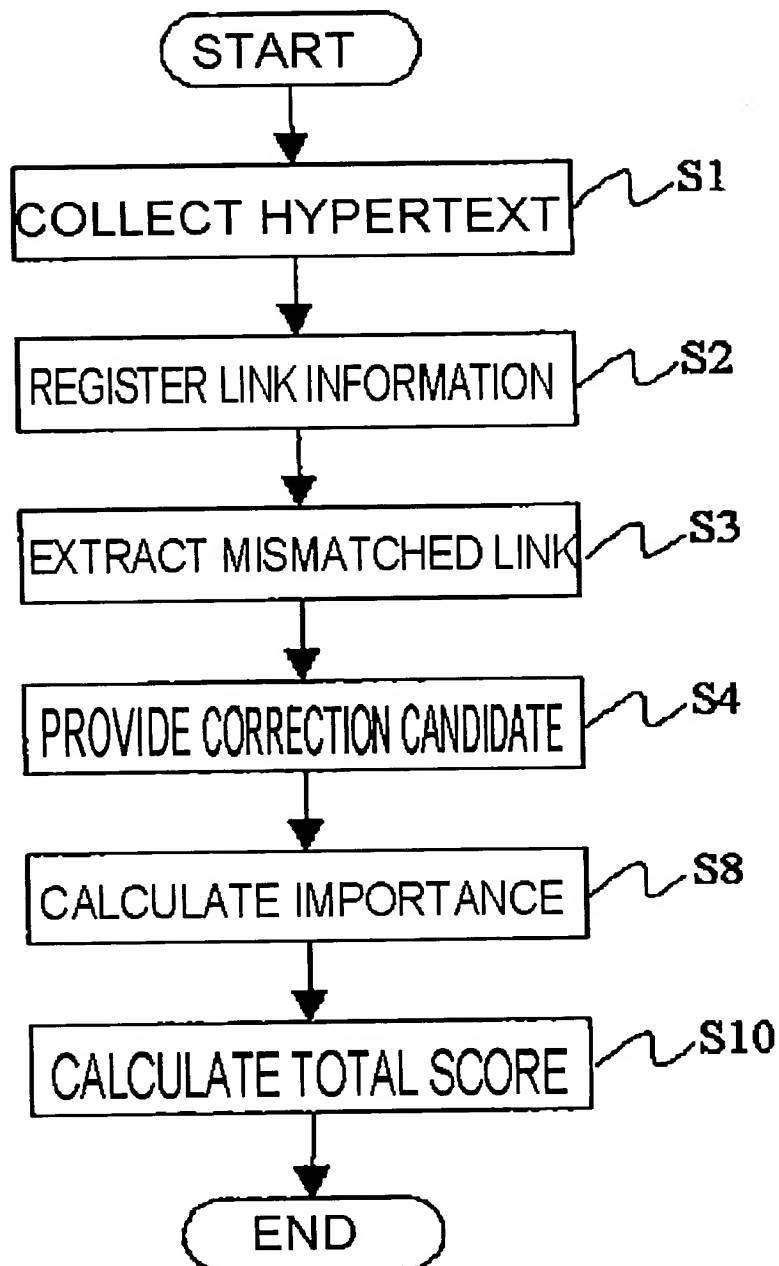 START
COLLECT HYPERTEXT
S1
REGISTER LINK INFORMATION
S2
EXTRACT MISMATCHED LINK
S3
PROVIDE CORRECTION CANDIDATE
S4
CALCULATE IMPORTANCE
S8
CALCULATE TOTAL SCORE
S10
END